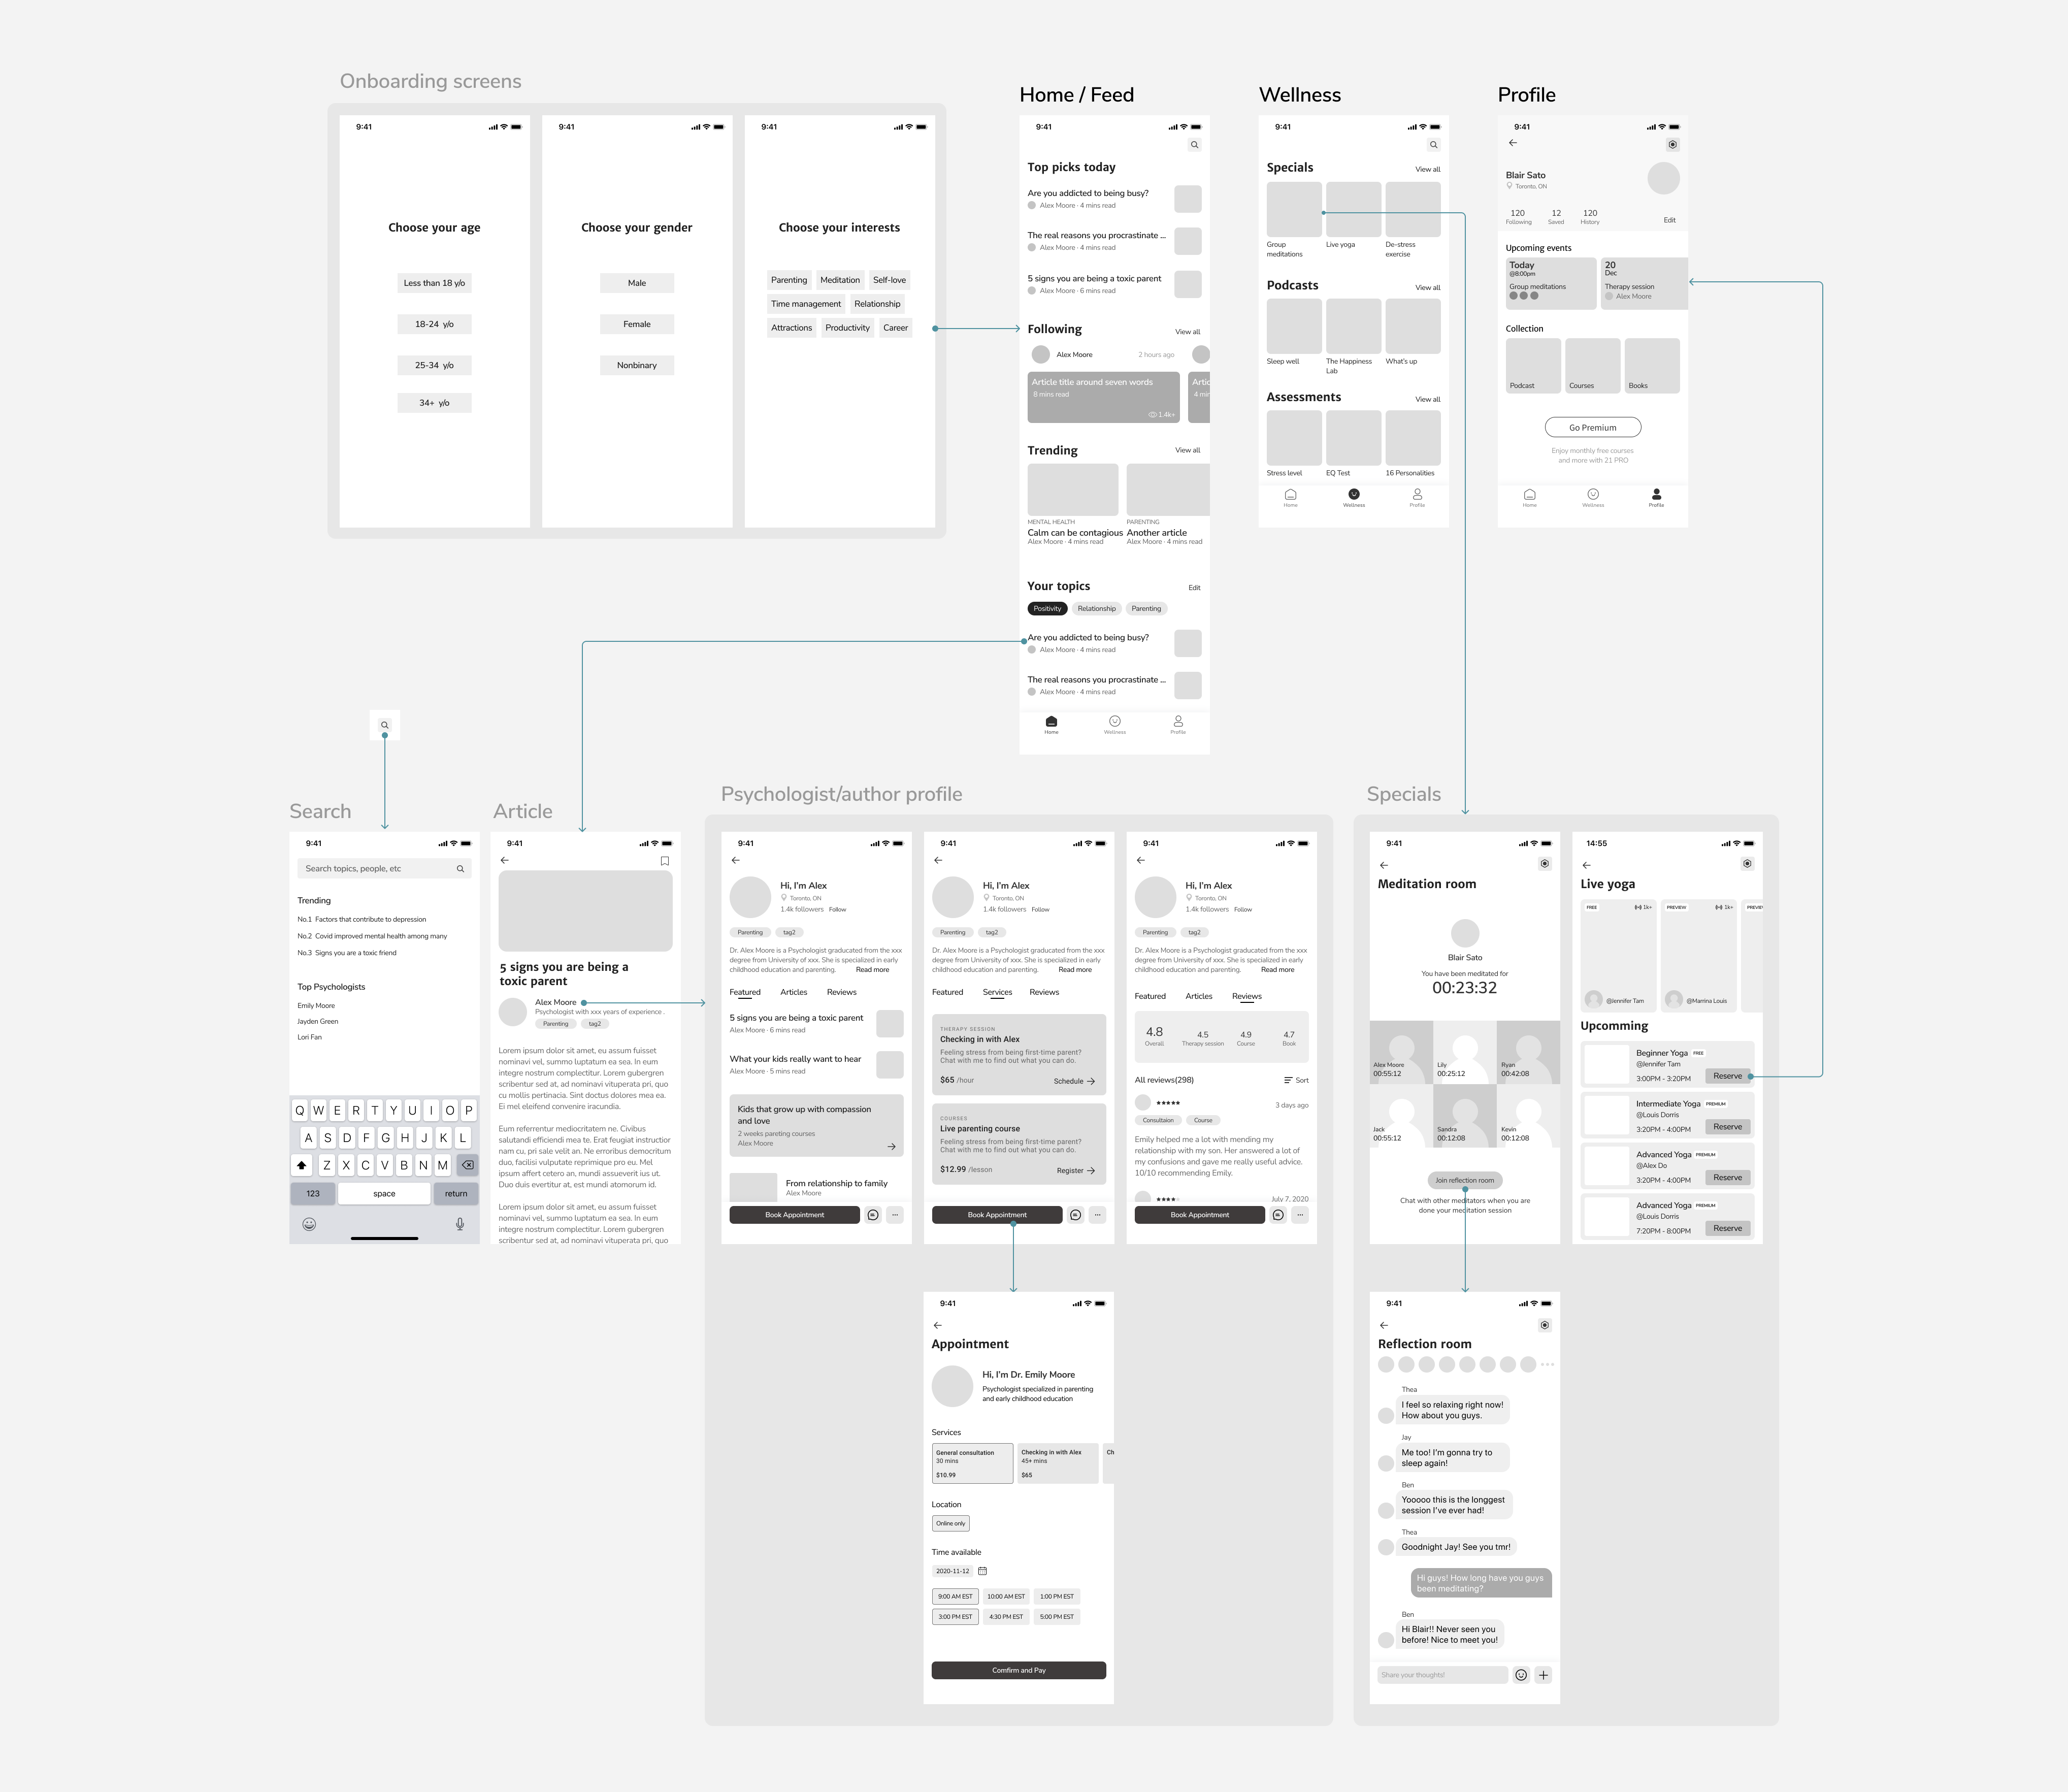 Onboarding screens
9:41
Choose your age
Less than 18 y/o
18-24 y/o
25-34 y/o
34+ y/o
9:41
Choose your gender
Male
Female
Nonbinary
9:41
Choose your interests
Parenting Meditation Self-love
Time management Relationship
Attractions Productivity Career
Home / Feed
9:41
Top picks today
Are you addicted to being busy?
Alex Moore · 4 mins read
The real reasons you procrastinate ...
Alex Moore · 4 mins read
5 signs you are being a toxic parent
Alex Moore · 6 mins read
Following View all
Alex Moore 2 hours ago
Article title around seven words Artic
8 mins read 4 min
1.4k+
Trending View all
MENTAL HEALTH PARENTING
Calm can be contagious Another article
Alex Moore · 4 mins read Alex Moore · 4 mins read
Your topics Edit
Positivity Relationship Parenting
Are you addicted to being busy?
Alex Moore · 4 mins read
The real reasons you procrastinate ...
Alex Moore · 4 mins read
Home Wellness Profile
Wellness
9:41
Specials View all
Group meditations
Live yoga
De-stress exercise
Podcasts View all
Sleep well
The Happiness Lab
What's up
Assessments View all
Stress level EQ Test 16 Personalities
Home Wellness Profile
Profile
9:41
Blair Sato
Toronto, ON
120 12 120
Following Saved History Edit
Upcoming events
Today
@8:00pm
Group meditations
20
Dec
Therapy session
Alex Moore
Collection
Podcast Courses Books
Go Premium
Enjoy monthly free courses
and more with 21 PRO
Home Wellness Profile
Search
9:41
Search topics, people, etc
Trending
No.1 Factors that contribute to depression
No.2 Covid improved mental health among many
No.3 Signs you are a toxic friend
Top Psychologists
Emily Moore
Jayden Green
Lori Fan
Q W E R T Y U I O P
A S D F G H J K L
Z X C V B N M
123 space return
Article
9:41
5 signs you are being a
toxic parent
Alex Moore
Psychologist with xxx years of experience .
Parenting tag2
Lorem ipsum dolor sit amet, eu assum fuisset
nominavi vel, summo luptatum ea sea. In eum
integre nostrum complectitur. Lorem gubergren
scribentur sed at, ad nominavi vituperata pri, quo
cu mollis pertinacia. Sint doctus dolores mea ea.
Ei mel eleifend convenire iracundia.
Eum referrentur mediocritatem ne. Civibus
salutandi efficiendi mea te. Erat feugiat instructior
nam cu, pri sale velit an. Ne erroribus democritum
duo, facilisi vulputate reprimique pro eu. Mel
ipsum affert cetero an, mundi assueverit ius ut.
Duo duis evertitur at, est mundi atomorum id.
Lorem ipsum dolor sit amet, eu assum fuisset
nominavi vel, summo luptatum ea sea. In eum
integre nostrum complectitur. Lorem gubergren
scribentur sed at, ad nominavi vituperata pri, quo
Psychologist/author profile
9:41
Hi, I'm Alex
Toronto, ON
1.4k followers Follow
Parenting tag2
Dr. Alex Moore is a Psychologist graducated from the xxx
degree from University of xxx. She is specialized in early
childhood education and parenting. Read more
Featured Articles Reviews
5 signs you are being a toxic parent
Alex Moore · 6 mins read
What your kids really want to hear
Alex Moore · 5 mins read
Kids that grow up with compassion
and love
2 weeks pareting courses
Alex Moore
From relationship to family
Alex Moore
Book Appointment
9:41
Hi, I'm Alex
Toronto, ON
1.4k followers Follow
Parenting tag2
Dr. Alex Moore is a Psychologist graducated from the xxx
degree from University of xxx. She is specialized in early
childhood education and parenting. Read more
Featured Services Reviews
THERAPY SESSION
Checking in with Alex
Feeling stress from being first-time parent?
Chat with me to find out what you can do.
$65 /hour Schedule
COURSES
Live parenting course
Feeling stress from being first-time parent?
Chat with me to find out what you can do.
$12.99 /lesson Register
Book Appointment
9:41
Hi, I'm Alex
Toronto, ON
1.4k followers Follow
Parenting tag2
Dr. Alex Moore is a Psychologist graducated from the xxx
degree from University of xxx. She is specialized in early
childhood education and parenting. Read more
Featured Articles Reviews
4.8 4.5 4.9 4.7
Overall Therapy session Course Book
All reviews(298) Sort
3 days ago
Consultaion Course
Emily helped me a lot with mending my
relationship with my son. Her answered a lot of
my confusions and gave me really useful advice.
10/10 recommending Emily.
July 7, 2020
Book Appointment
9:41
Appointment
Hi, I'm Dr. Emily Moore
Psychologist specialized in parenting
and early childhood education
Services
General consultation Checking in with Alex Ch
30 mins 45+ mins
$10.99 $65
Location
Online only
Time available
2020-11-12
9:00 AM EST 10:00 AM EST 1:00 PM EST
3:00 PM EST 4:30 PM EST 5:00 PM EST
Comfirm and Pay
Specials
9:41
Meditation room
Blair Sato
You have been meditated for
00:23:32
Alex Moore Lily Ryan
00:55:12 00:25:12 00:42:08
Jack Sandra Kevin
00:55:12 00:12:08 00:12:08
Join reflection room
Chat with other meditators when you are
done your meditation session
14:55
Live yoga
FREE 1k+ PREVIEW 1k+ PREVIEW
@Jennifer Tam @Marrina Louis
Upcomming
Beginner Yoga FREE
@Jennifer Tam
3:00PM - 3:20PM Reserve
Intermediate Yoga PREMIUM
@Louis Dorris
3:20PM - 4:00PM Reserve
Advanced Yoga PREMIUM
@Alex Do
3:20PM - 4:00PM Reserve
Advanced Yoga PREMIUM
@Louis Dorris
7:20PM - 8:00PM Reserve
9:41
Reflection room
Thea
I feel so relaxing right now!
How about you guys.
Jay
Me too! I'm gonna try to
sleep again!
Ben
Yooooo this is the longgest
session I've ever had!
Thea
Goodnight Jay! See you tmr!
Hi guys! How long have you guys
been meditating?
Ben
Hi Blair!! Never seen you
before! Nice to meet you!
Share your thoughts!